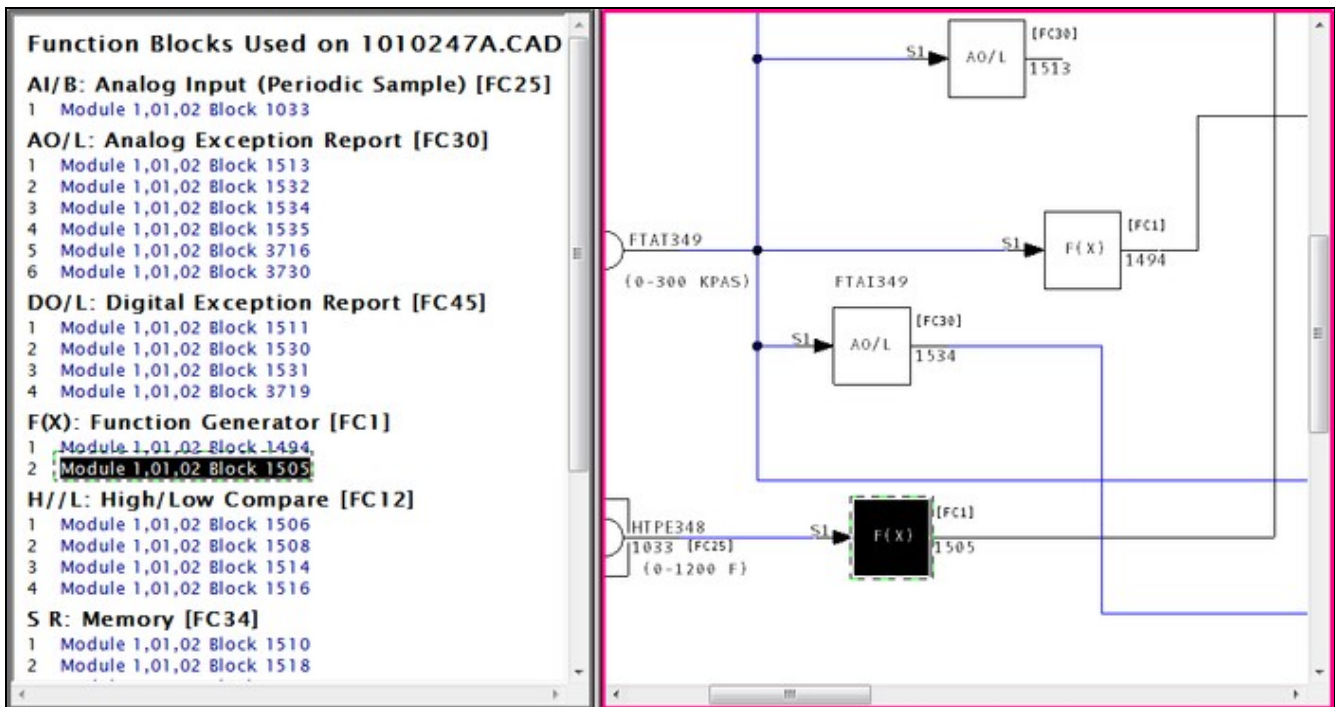 Function Blocks Used on 1010247A.CAD
AI/B: Analog Input (Periodic Sample) [FC25]
1 Module 1,01,02 Block 1033
AO/L: Analog Exception Report [FC30]
1 Module 1,01,02 Block 1513
2 Module 1,01,02 Block 1532
3 Module 1,01,02 Block 1534
4 Module 1,01,02 Block 1535
5 Module 1,01,02 Block 3716
6 Module 1,01,02 Block 3730
DO/L: Digital Exception Report [FC45]
1 Module 1,01,02 Block 1511
2 Module 1,01,02 Block 1530
3 Module 1,01,02 Block 1531
4 Module 1,01,02 Block 3719
F(X): Function Generator [FC1]
1 Module 1,01,02 Block 1494
2 Module 1,01,02 Block 1505
H//L: High/Low Compare [FC12]
1 Module 1,01,02 Block 1506
2 Module 1,01,02 Block 1508
3 Module 1,01,02 Block 1514
4 Module 1,01,02 Block 1516
S R: Memory [FC34]
1 Module 1,01,02 Block 1510
2 Module 1,01,02 Block 1518
[FC30]
S1 AO/L 1513
[FC1]
FTAT349 S1 F(X) 1494
(0-300 KPAS) FTAI349
[FC30]
S1 AO/L 1534
[FC1]
HTPE348 S1 F(X) 1505
1033 [FC25]
(0-1200 F)